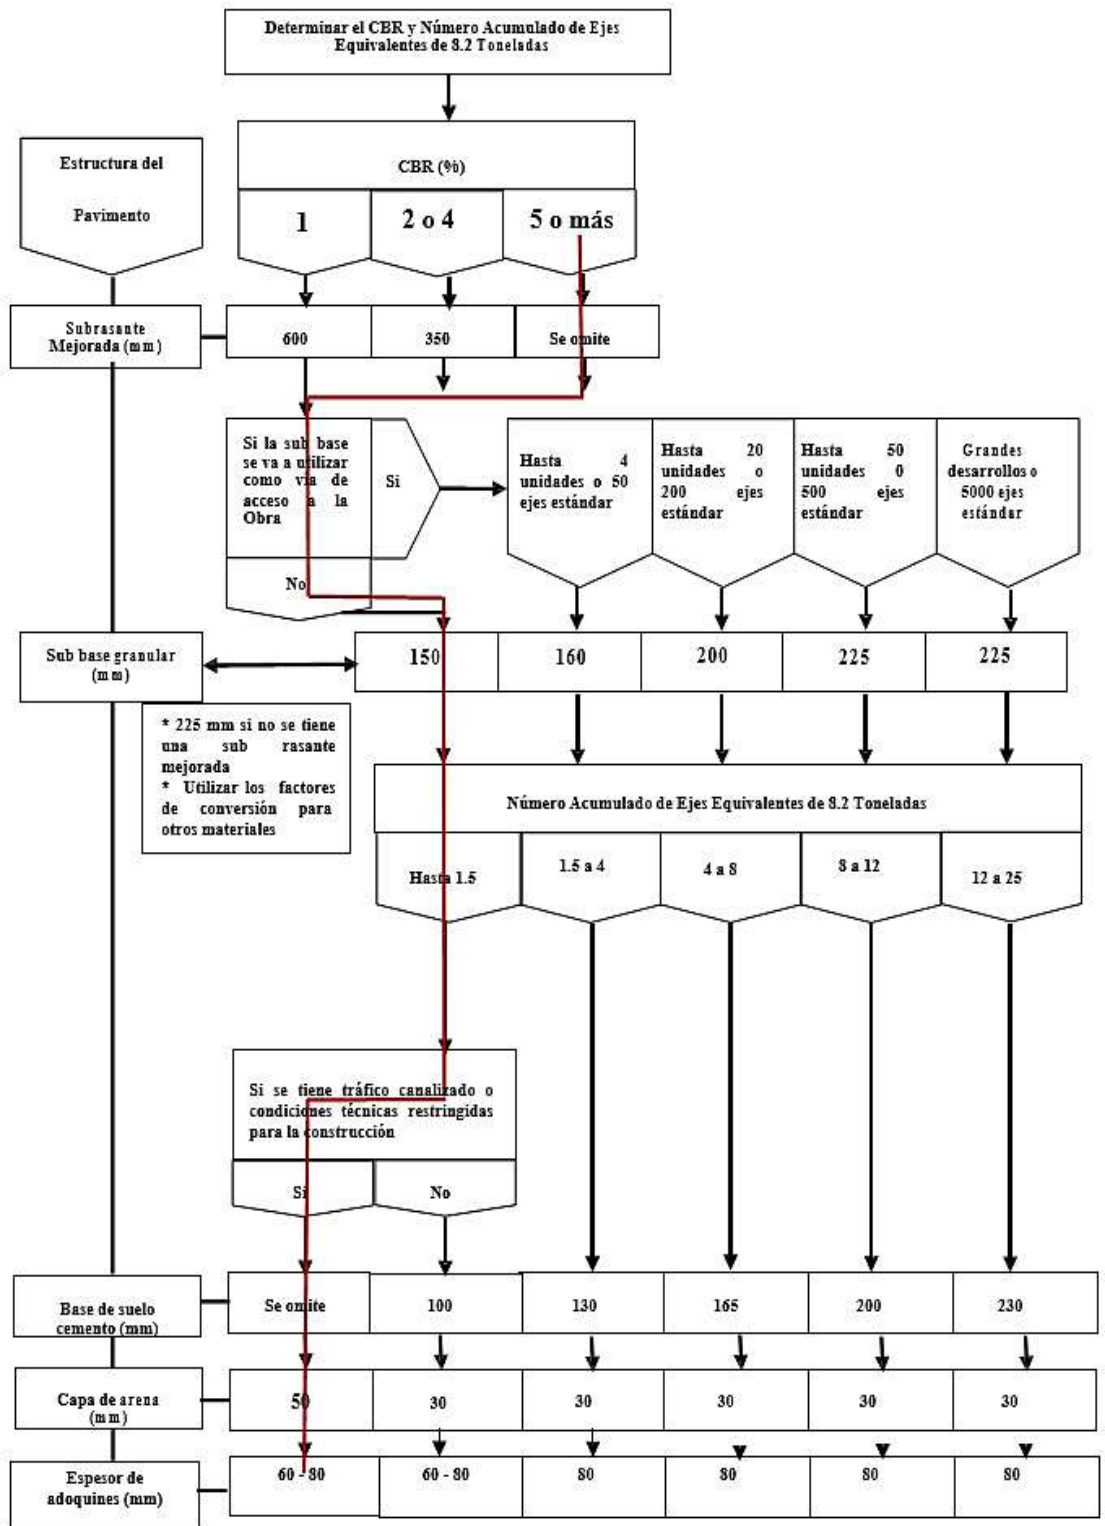 Determinar el CBR y Número Acumulado de Ejes
Equivalentes de 8.2 Toneladas
Estructura del
Pavimento
CBR (%)
1
2 o 4
5 o más
Subrasante
Mejorada (mm)
600
350
Se omite
Si la sub base
se va a utilizar
como vía de
acceso a la
Obra
Si
No
Hasta 4
unidades o 50
ejes estándar
Hasta 20
unidades o
200 ejes
estándar
Hasta 50
unidades 0
500 ejes
estándar
Grandes
desarrollos o
5000 ejes
estándar
Sub base granular
(mm)
150
160
200
225
225
* 225 mm si no se tiene
una sub rasante
mejorada
* Utilizar los factores
de conversión para
otros materiales
Número Acumulado de Ejes Equivalentes de 8.2 Toneladas
Hasta 1.5
1.5 a 4
4 a 8
8 a 12
12 a 25
Si se tiene tráfico canalizado o
condiciones técnicas restringidas
para la construcción
Si
No
Base de suelo
cemento (mm)
Se omite
100
130
165
200
230
Capa de arena
(mm)
50
30
30
30
30
30
Espesor de
adoquines (mm)
60 - 80
60 - 80
80
80
80
80